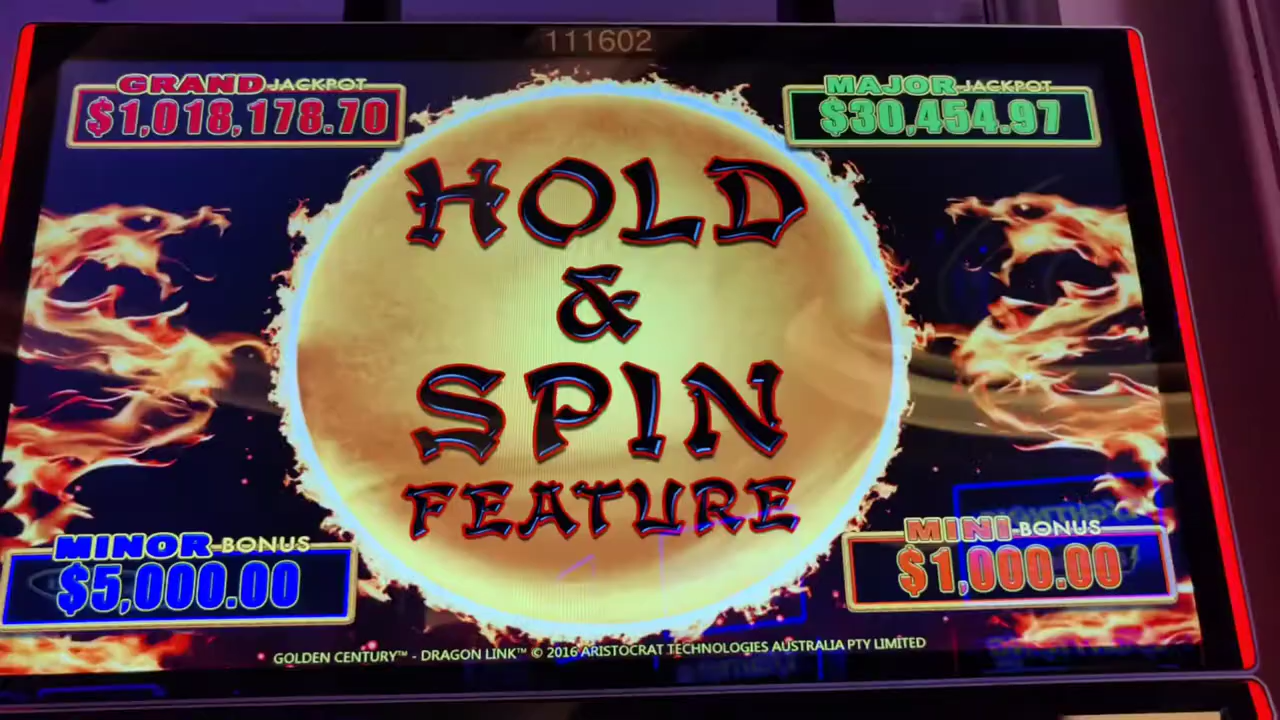 111602
GRAND JACKPOT
$1,018,178.70
MAJOR JACKPOT
$30,454.97
HOLD
&
SPIN
FEATURE
MINOR BONUS
$5,000.00
MINI BONUS
$1,000.00
GOLDEN CENTURY™ - DRAGON LINK™ © 2016 ARISTOCRAT TECHNOLOGIES AUSTRALIA PTY LIMITED